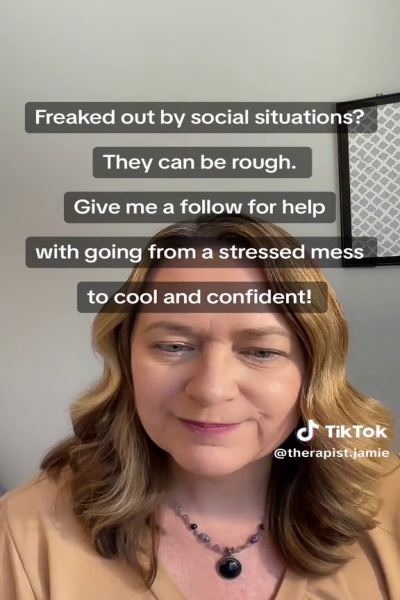 Freaked out by social situations?
They can be rough.
Give me a follow for help
with going from a stressed mess
to cool and confident!
TikTok
@therapist.jamie